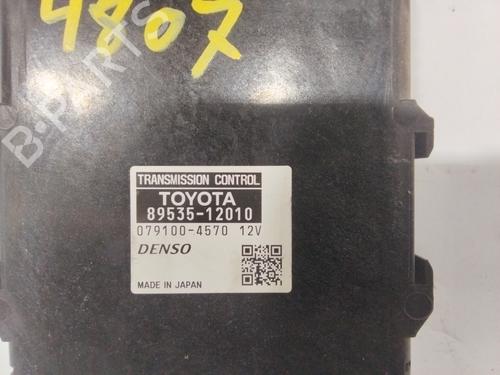 4807
B-PARTS
TRANSMISSION CONTROL
TOYOTA
89535-12010
079100-4570 12V
DENSO
MADE IN JAPAN